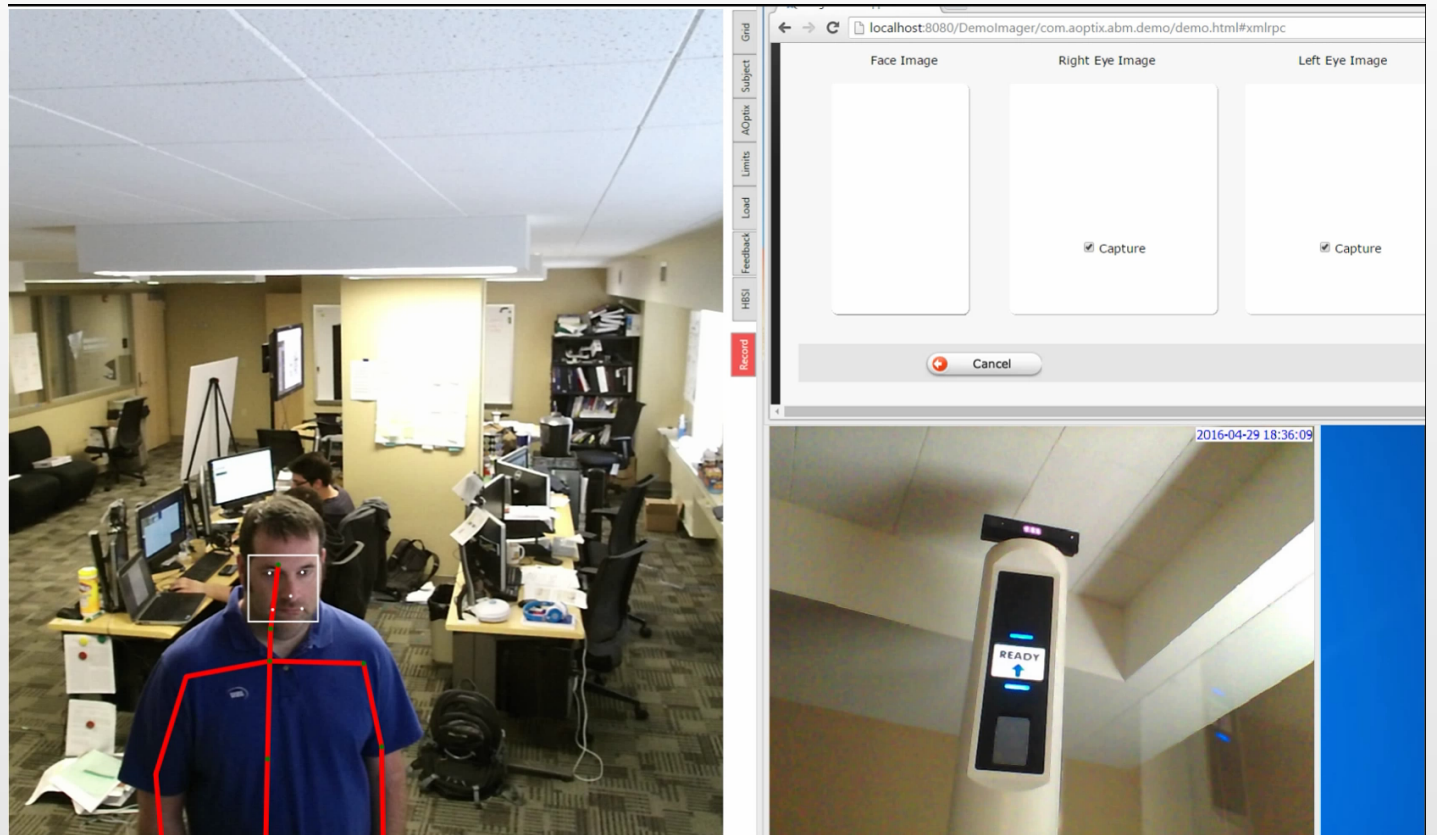 Grid
Subject
AOptix
Limits
Load
Feedback
HBSI
Record
localhost:8080/DemoImager/com.aoptix.abm.demo/demo.html#xmlrpc
Face Image
Right Eye Image
Left Eye Image
Capture
Capture
Cancel
2016-04-29 18:36:09
READY